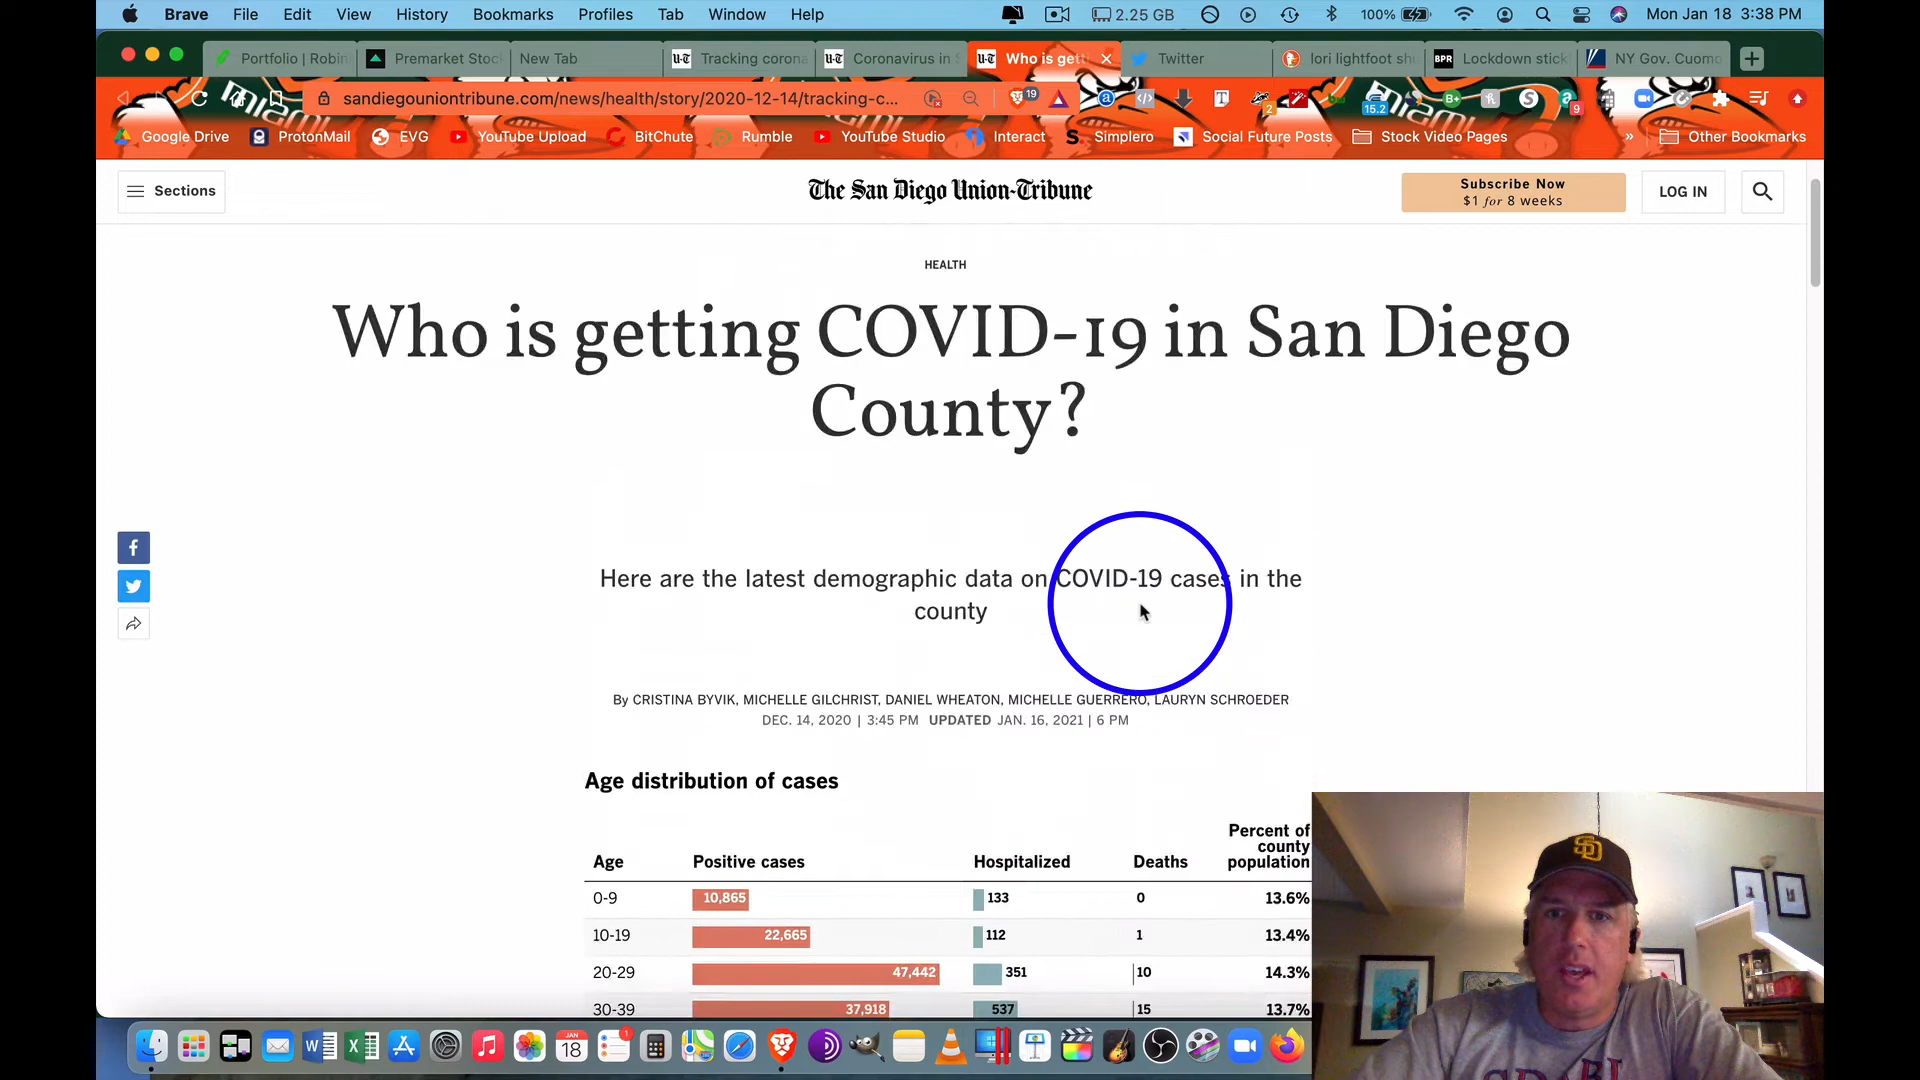 Brave File Edit View History Bookmarks Profiles Tab Window Help 2.25 GB 100% Mon Jan 18 3:38 PM
Portfolio | Robin Premarket Stoc New Tab Tracking corona Coronavirus in S Who is gett Twitter lori lightfoot sh Lockdown stick NY Gov. Cuomo
sandiegouniontribune.com/news/health/story/2020-12-14/tracking-c... 19 2 15.2 B+ 9
Google Drive ProtonMail EVG YouTube Upload BitChute Rumble YouTube Studio Interact Simplero Social Future Posts Stock Video Pages » Other Bookmarks
Sections The San Diego Union-Tribune Subscribe Now LOG IN
$1 for 8 weeks
HEALTH
Who is getting COVID-19 in San Diego
County?
Here are the latest demographic data on COVID-19 cases in the
county
By CRISTINA BYVIK, MICHELLE GILCHRIST, DANIEL WHEATON, MICHELLE GUERRERO, LAURYN SCHROEDER
DEC. 14, 2020 | 3:45 PM UPDATED JAN. 16, 2021 | 6 PM
Age distribution of cases
Percent of
county
Age Positive cases Hospitalized Deaths population
0-9 10,865 133 0 13.6%
10-19 22,665 112 1 13.4%
20-29 47,442 351 10 14.3%
30-39 37,918 537 15 13.7%
JAN
18
1
SD